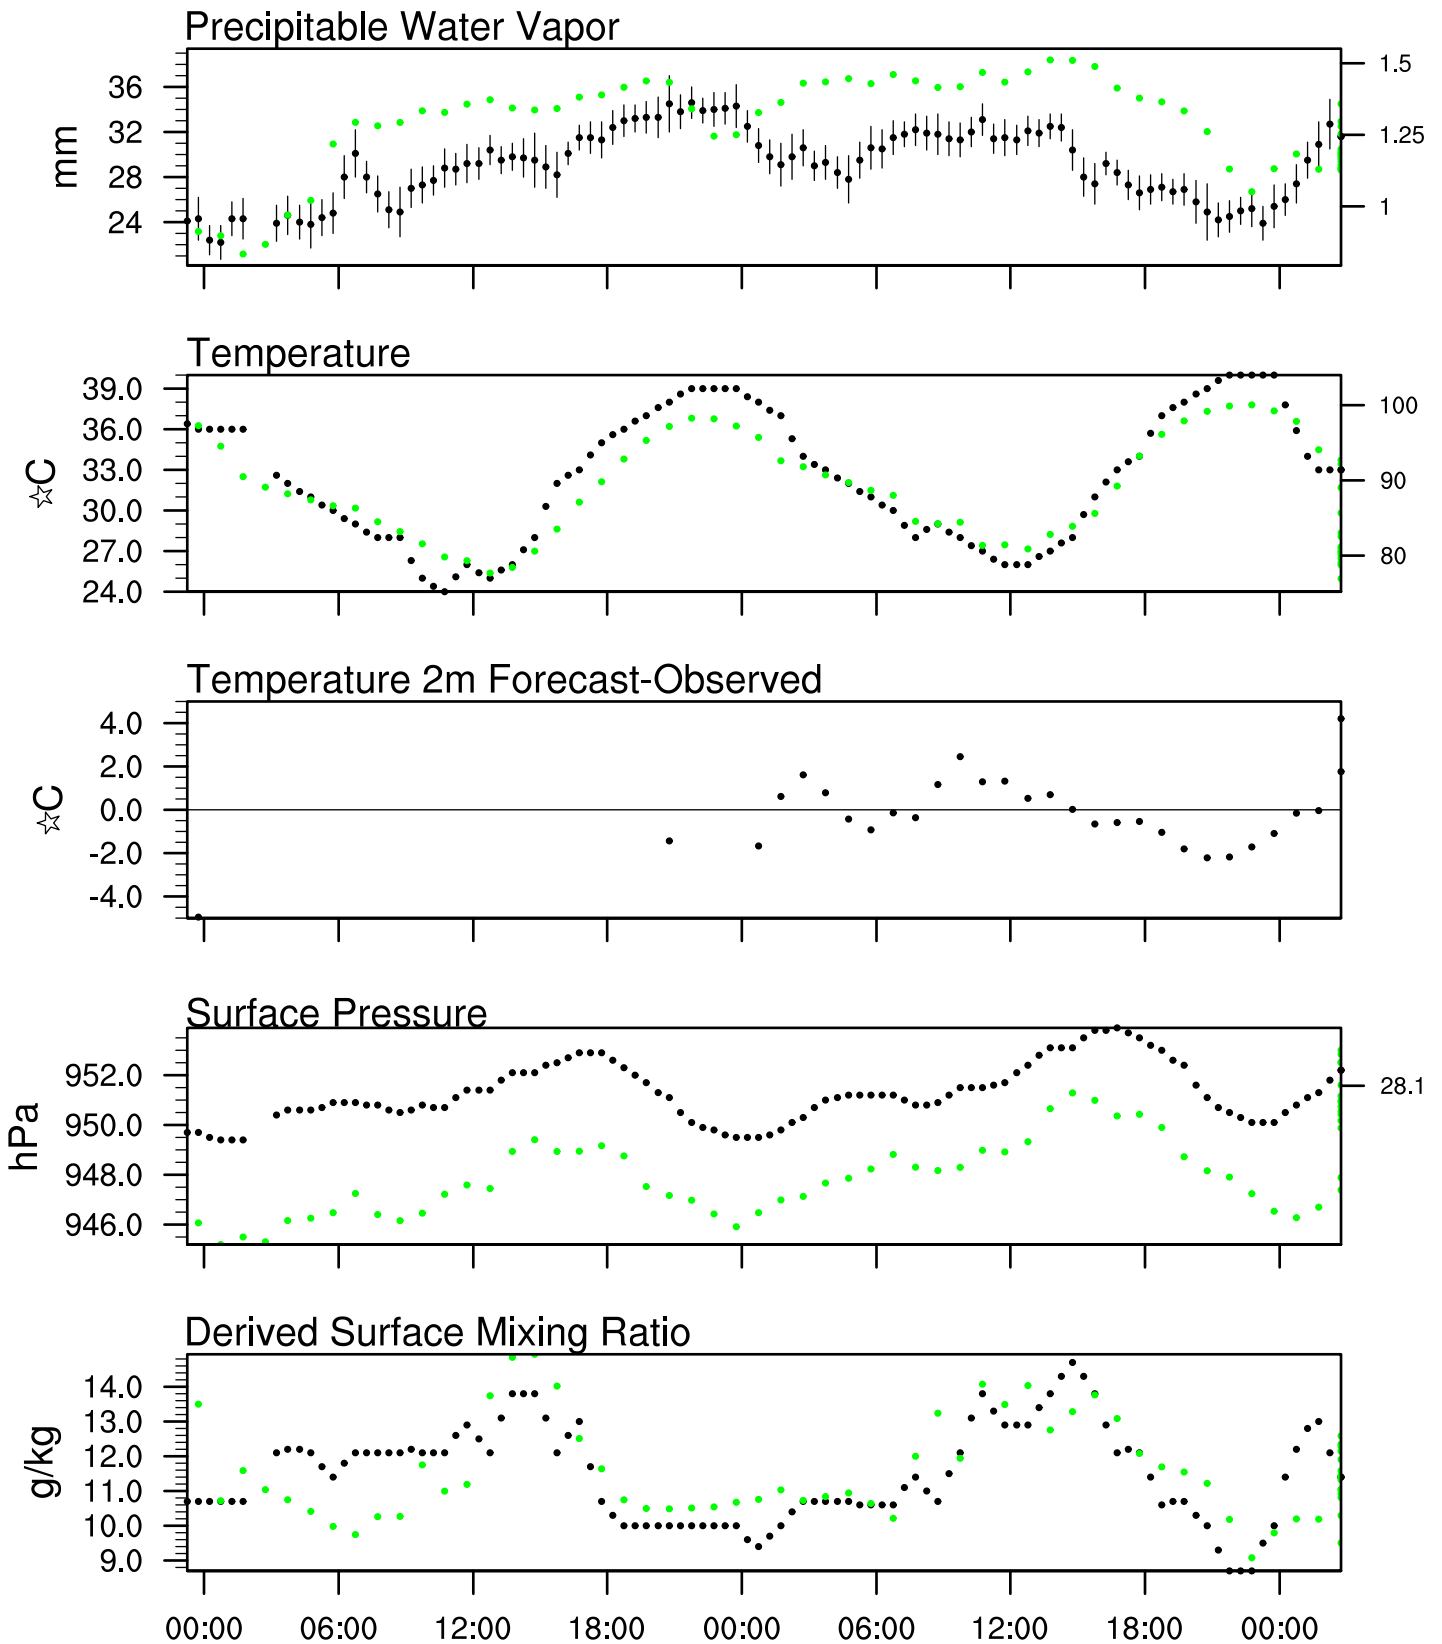 Precipitable Water Vapor
mm
36
32
28
24
1.5
1.25
1
Temperature
☆C
39.0
36.0
33.0
30.0
27.0
24.0
100
90
80
Temperature 2m Forecast-Observed
☆C
4.0
2.0
0.0
-2.0
-4.0
Surface Pressure
hPa
952.0
950.0
948.0
946.0
28.1
Derived Surface Mixing Ratio
g/kg
14.0
13.0
12.0
11.0
10.0
9.0
00:00 06:00 12:00 18:00 00:00 06:00 12:00 18:00 00:00